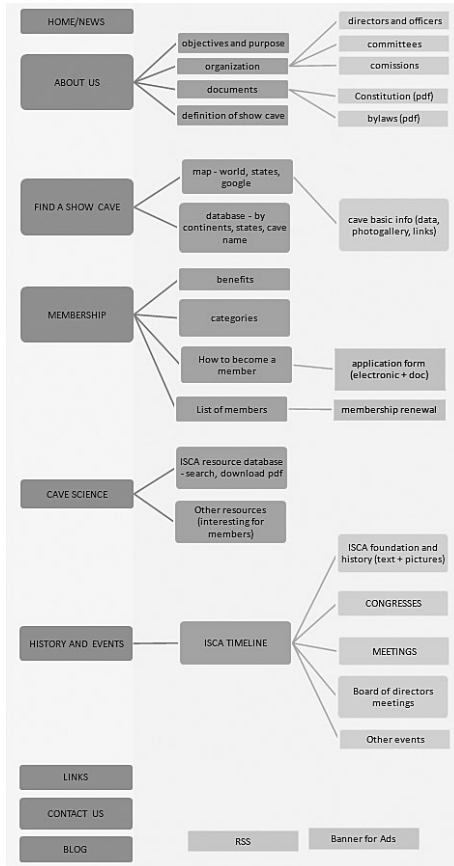 HOME/NEWS
ABOUT US
objectives and purpose
organization
documents
definition of show cave
directors and officers
committees
comissions
Constitution (pdf)
bylaws (pdf)
FIND A SHOW CAVE
map - world, states,
google
database - by
continents, states, cave
name
cave basic info (data,
photogallery, links)
MEMBERSHIP
benefits
categories
How to become a
member
List of members
application form
(electronic + doc)
membership renewal
CAVE SCIENCE
ISCA resource database
- search, download pdf
Other resources
(interesting for
members)
HISTORY AND EVENTS
ISCA TIMELINE
ISCA foundation and
history (text + pictures)
CONGRESSES
MEETINGS
Board of directors
meetings
Other events
LINKS
CONTACT US
BLOG
RSS
Banner for Ads